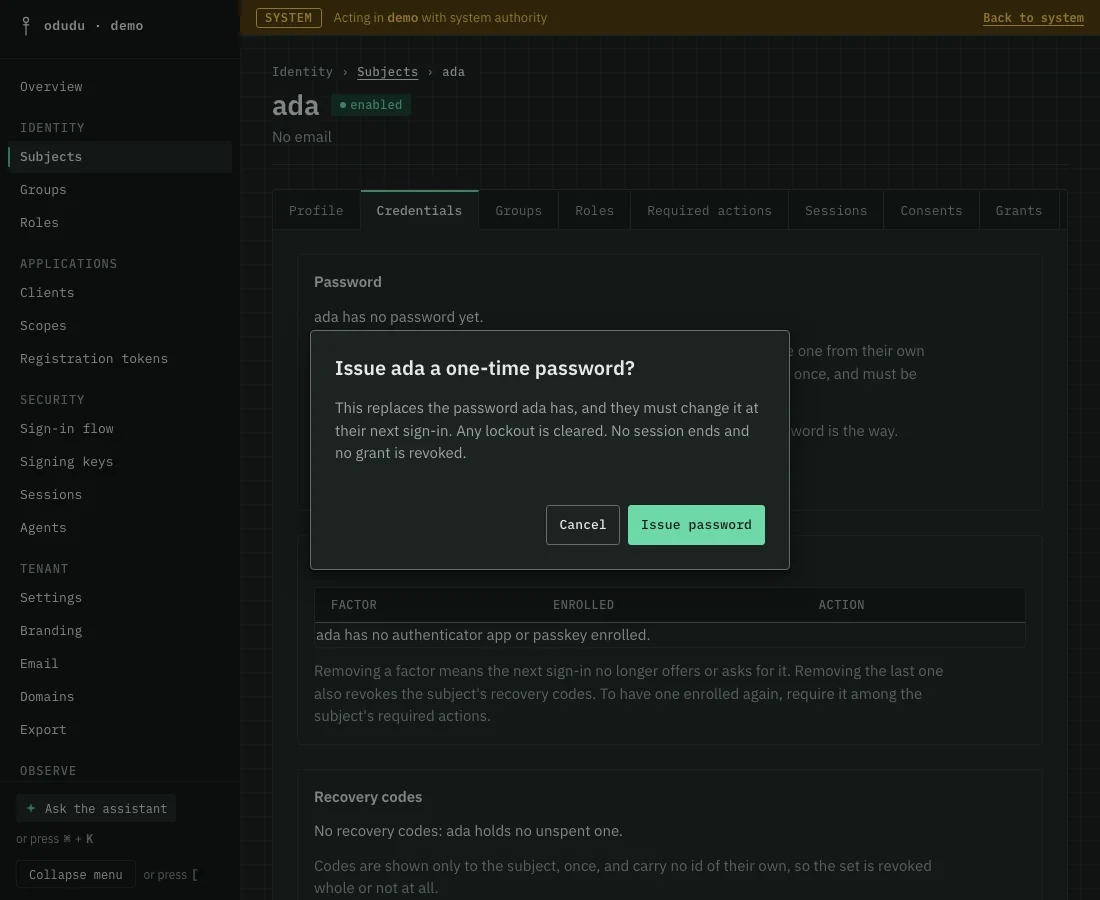 odudu · demo
SYSTEM Acting in demo with system authority Back to system
Overview
IDENTITY
Subjects
Groups
Roles
APPLICATIONS
Clients
Scopes
Registration tokens
SECURITY
Sign-in flow
Signing keys
Sessions
Agents
TENANT
Settings
Branding
Email
Domains
Export
OBSERVE
✦ Ask the assistant
or press ⌘ + K
Collapse menu or press [
Identity › Subjects › ada
ada enabled
No email
Profile Credentials Groups Roles Required actions Sessions Consents Grants
Password
ada has no password yet.
one from their own
once, and must be
word is the way.
Issue ada a one-time password?
This replaces the password ada has, and they must change it at
their next sign-in. Any lockout is cleared. No session ends and
no grant is revoked.
Cancel Issue password
FACTOR ENROLLED ACTION
ada has no authenticator app or passkey enrolled.
Removing a factor means the next sign-in no longer offers or asks for it. Removing the last one
also revokes the subject's recovery codes. To have one enrolled again, require it among the
subject's required actions.
Recovery codes
No recovery codes: ada holds no unspent one.
Codes are shown only to the subject, once, and carry no id of their own, so the set is revoked
whole or not at all.